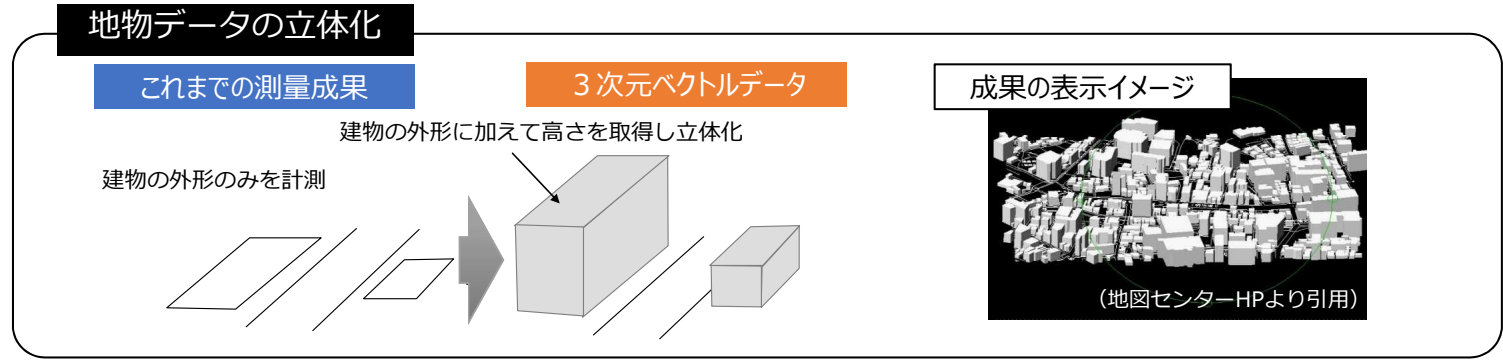 地物データの立体化
これまでの測量成果
3次元ベクトルデータ
成果の表示イメージ
建物の外形に加えて高さを取得し立体化
建物の外形のみを計測
（地図センターHPより引用）